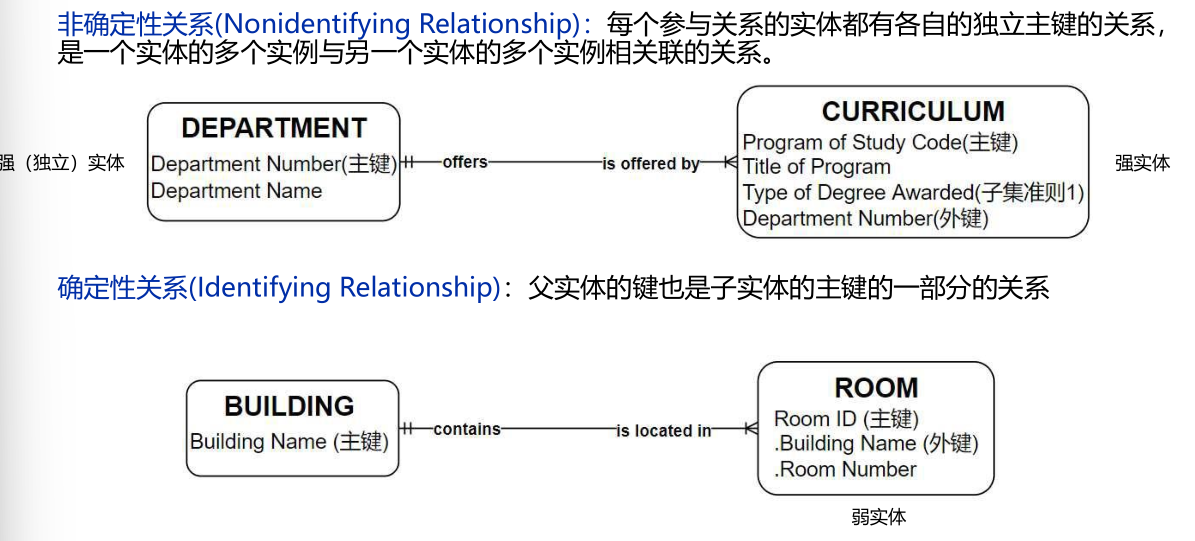 非确定性关系(Nonidentifying Relationship)：每个参与关系的实体都有各自的独立主键的关系，
是一个实体的多个实例与另一个实体的多个实例相关联的关系。
强（独立）实体
DEPARTMENT
Department Number(主键)
Department Name
offers
is offered by
CURRICULUM
Program of Study Code(主键)
Title of Program
Type of Degree Awarded(子集准则1)
Department Number(外键)
强实体
确定性关系(Identifying Relationship)：父实体的键也是子实体的主键的一部分的关系
BUILDING
Building Name (主键)
contains
is located in
ROOM
Room ID (主键)
.Building Name (外键)
.Room Number
弱实体